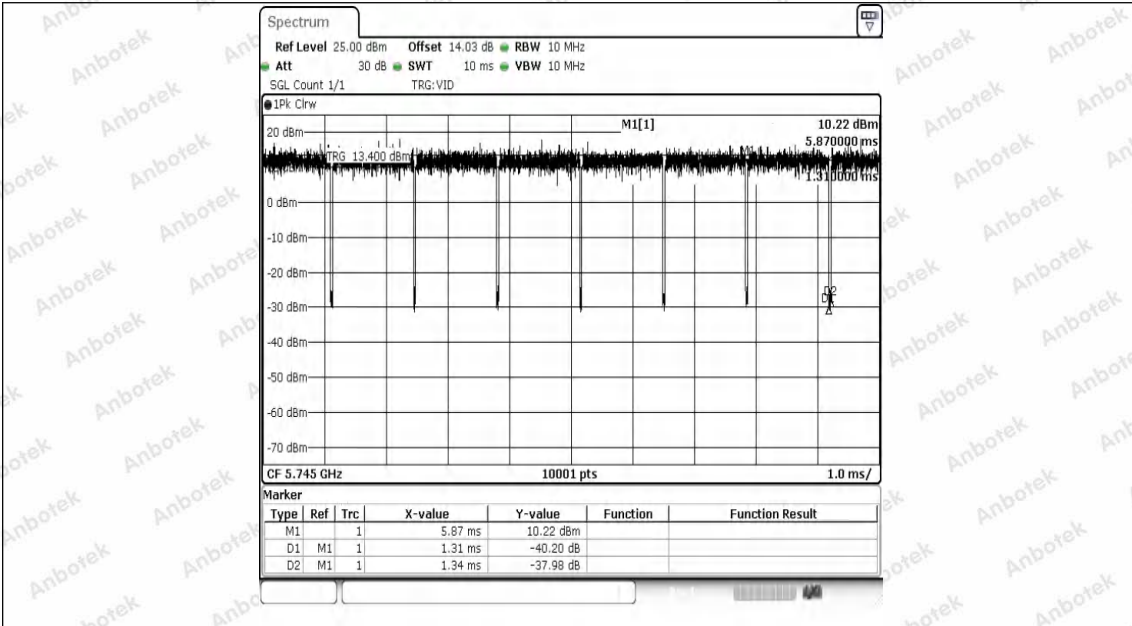 Spectrum
Ref Level 25.00 dBm Offset 14.03 dB RBW 10 MHz
Att 30 dB SWT 10 ms VBW 10 MHz
SGL Count 1/1 TRG:VID
1Pk Clrw
M1[1] 10.22 dBm
20 dBm
5.870000 ms
TRG 13.400 dBm
1.310000 ms
0 dBm
-10 dBm
-20 dBm
D2
-30 dBm
-40 dBm
-50 dBm
-60 dBm
-70 dBm
CF 5.745 GHz 10001 pts 1.0 ms/
Marker
Type Ref Trc X-value Y-value Function Function Result
M1 1 5.87 ms 10.22 dBm
D1 M1 1 1.31 ms -40.20 dB
D2 M1 1 1.34 ms -37.98 dB
Anbotek